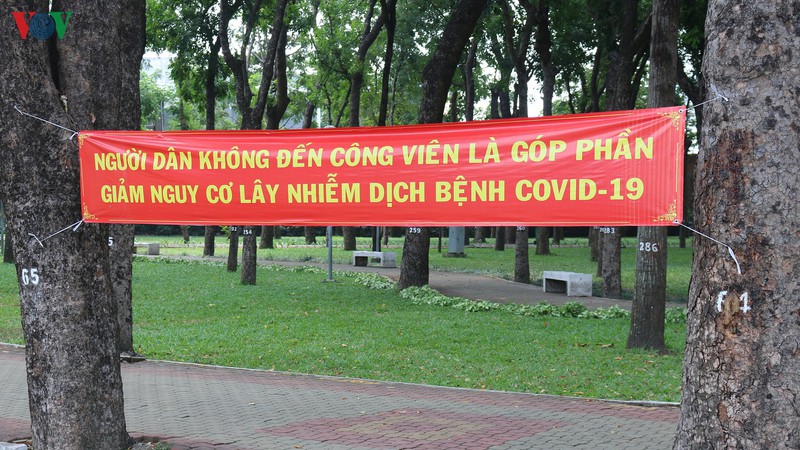 VOV
NGƯỜI DÂN KHÔNG ĐẾN CÔNG VIÊN LÀ GÓP PHẦN
GIẢM NGUY CƠ LÂY NHIỄM DỊCH BỆNH COVID-19
259
286
65